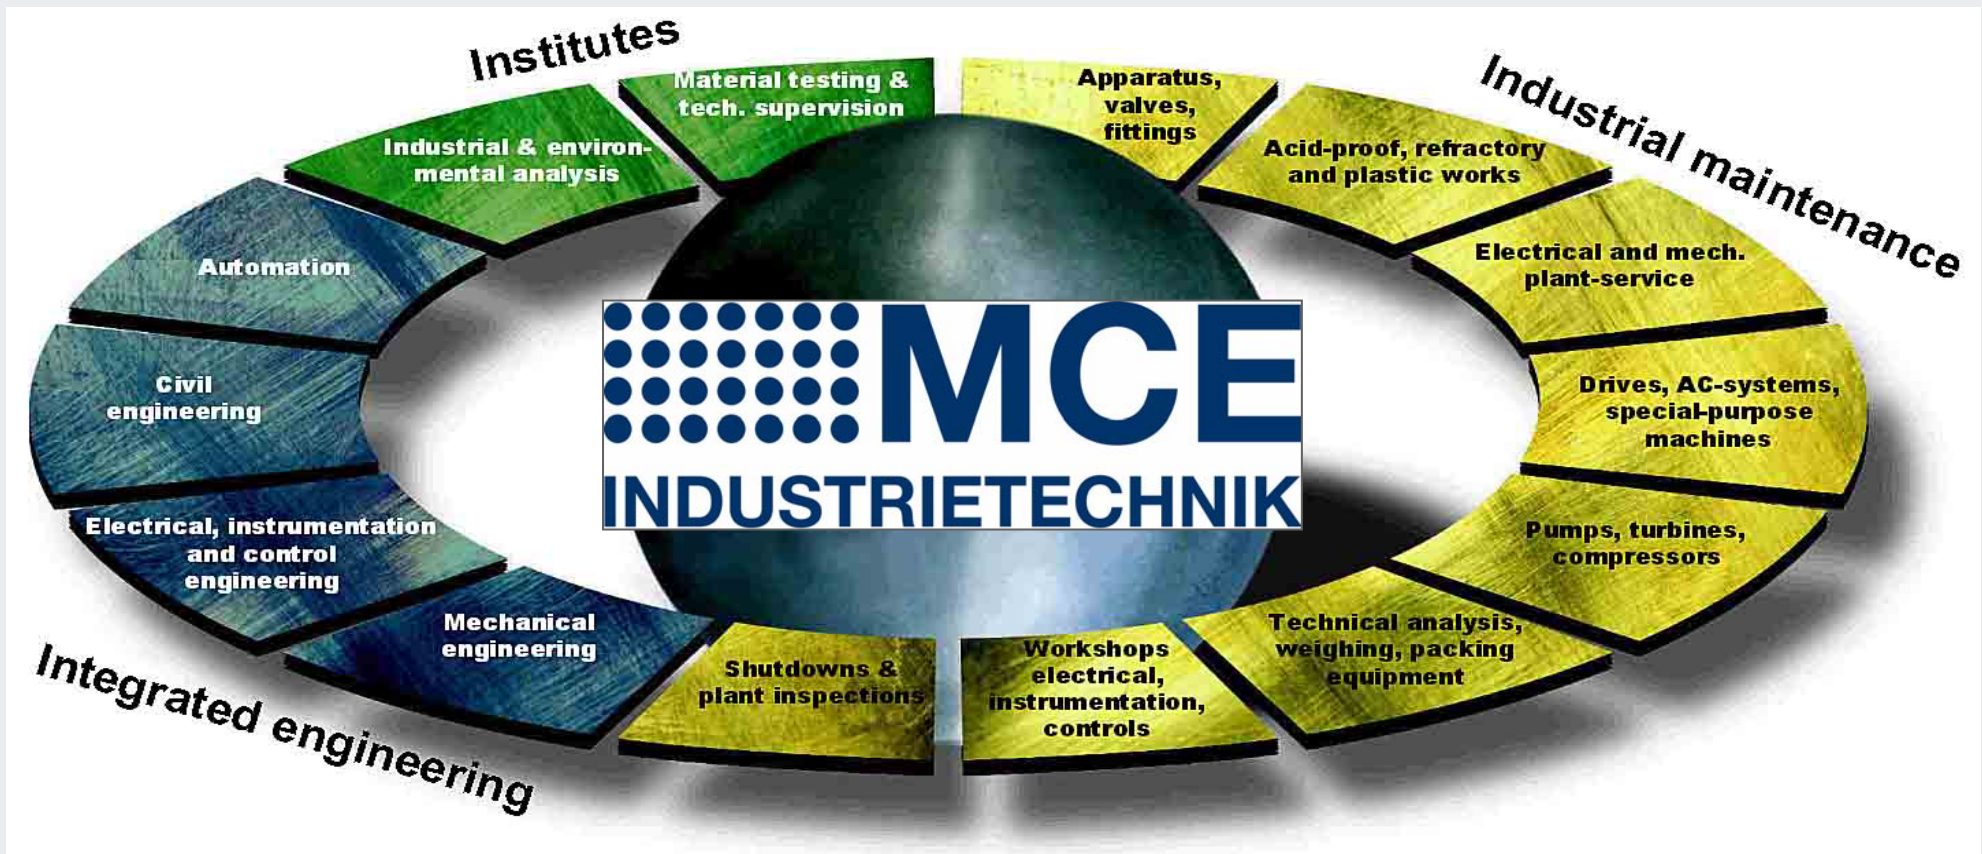 Institutes
Material testing &
tech. supervision
Industrial & environ-
mental analysis
Automation
Civil
engineering
Electrical, instrumentation
and control
engineering
Mechanical
engineering
Integrated engineering
Industrial maintenance
Apparatus,
valves,
fittings
Acid-proof, refractory
and plastic works
Electrical and mech.
plant-service
Drives, AC-systems,
special-purpose
machines
Pumps, turbines,
compressors
Technical analysis,
weighing, packing
equipment
Workshops
electrical,
instrumentation,
controls
Shutdowns &
plant inspections
MCE
INDUSTRIETECHNIK